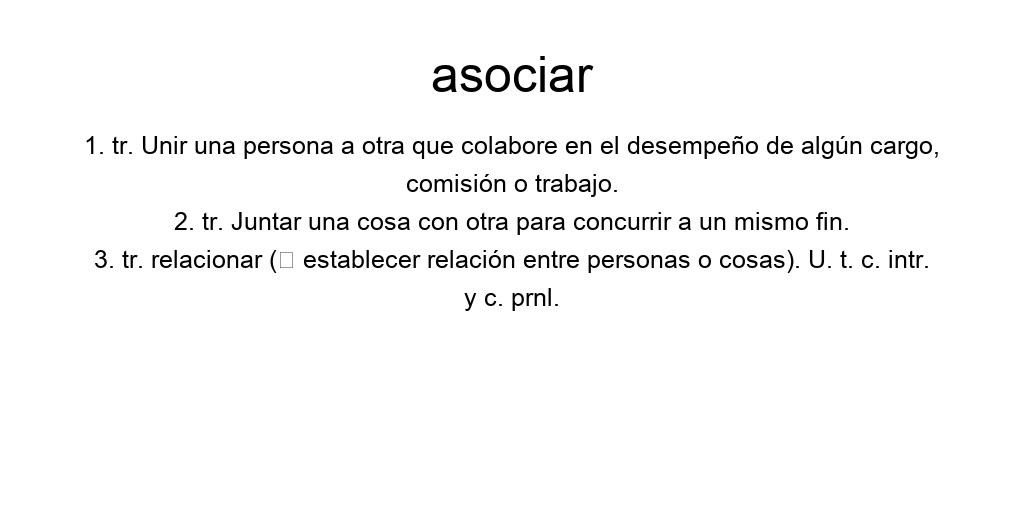 asociar
1. tr. Unir una persona a otra que colabore en el desempeño de algún cargo,
comisión o trabajo.
2. tr. Juntar una cosa con otra para concurrir a un mismo fin.
3. tr. relacionar (□ establecer relación entre personas o cosas). U. t. c. intr.
y c. prnl.